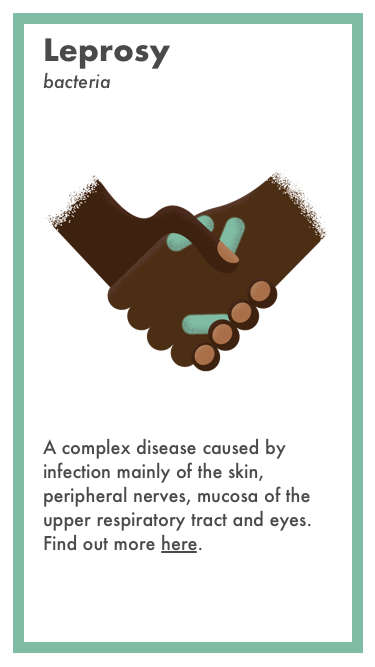 Leprosy
bacteria
A complex disease caused by
infection mainly of the skin,
peripheral nerves, mucosa of the
upper respiratory tract and eyes.
Find out more here.